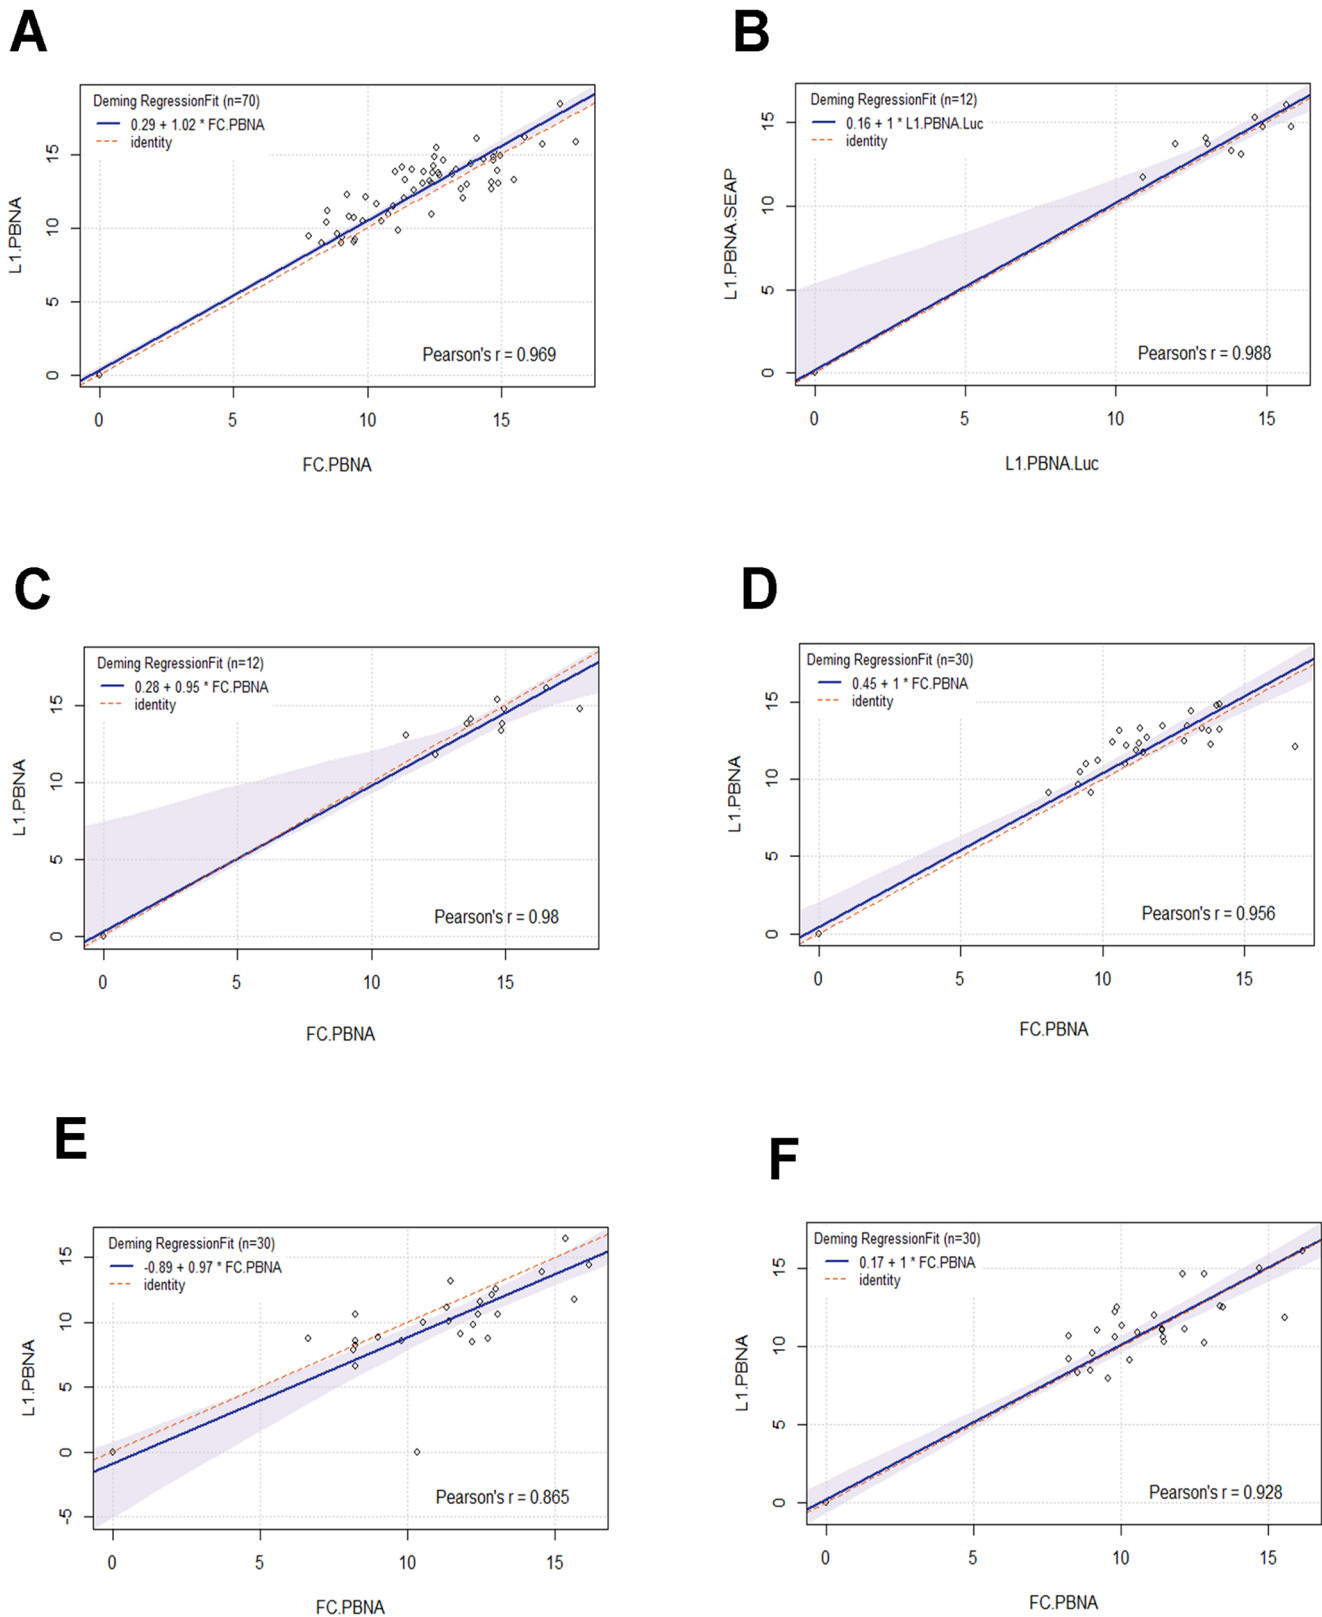 A
Deming RegressionFit (n=70)
0.29 + 1.02 * FC.PBNA
identity
15
10
5
0
L1.PBNA
Pearson's r = 0.969
0 5 10 15
FC.PBNA
B
Deming RegressionFit (n=12)
0.16 + 1 * L1.PBNA.Luc
identity
15
10
5
0
L1.PBNA.SEAP
Pearson's r = 0.988
0 5 10 15
L1.PBNA.Luc
C
Deming RegressionFit (n=12)
0.28 + 0.95 * FC.PBNA
identity
15
10
5
0
L1.PBNA
Pearson's r = 0.98
0 5 10 15
FC.PBNA
D
Deming RegressionFit (n=30)
0.45 + 1 * FC.PBNA
identity
15
10
5
0
L1.PBNA
Pearson's r = 0.956
0 5 10 15
FC.PBNA
E
Deming RegressionFit (n=30)
-0.89 + 0.97 * FC.PBNA
identity
15
10
5
0
-5
L1.PBNA
Pearson's r = 0.865
0 5 10 15
FC.PBNA
F
Deming RegressionFit (n=30)
0.17 + 1 * FC.PBNA
identity
15
10
5
0
L1.PBNA
Pearson's r = 0.928
0 5 10 15
FC.PBNA